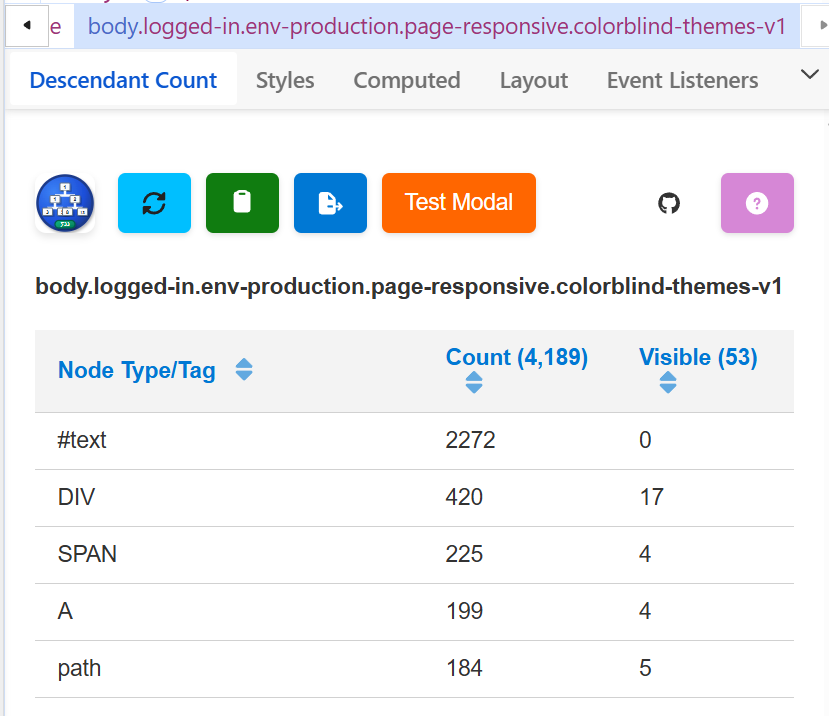 e body.logged-in.env-production.page-responsive.colorblind-themes-v1
Descendant Count Styles Computed Layout Event Listeners
Test Modal ?
body.logged-in.env-production.page-responsive.colorblind-themes-v1
Node Type/Tag Count (4,189) Visible (53)
#text 2272 0
DIV 420 17
SPAN 225 4
A 199 4
path 184 5